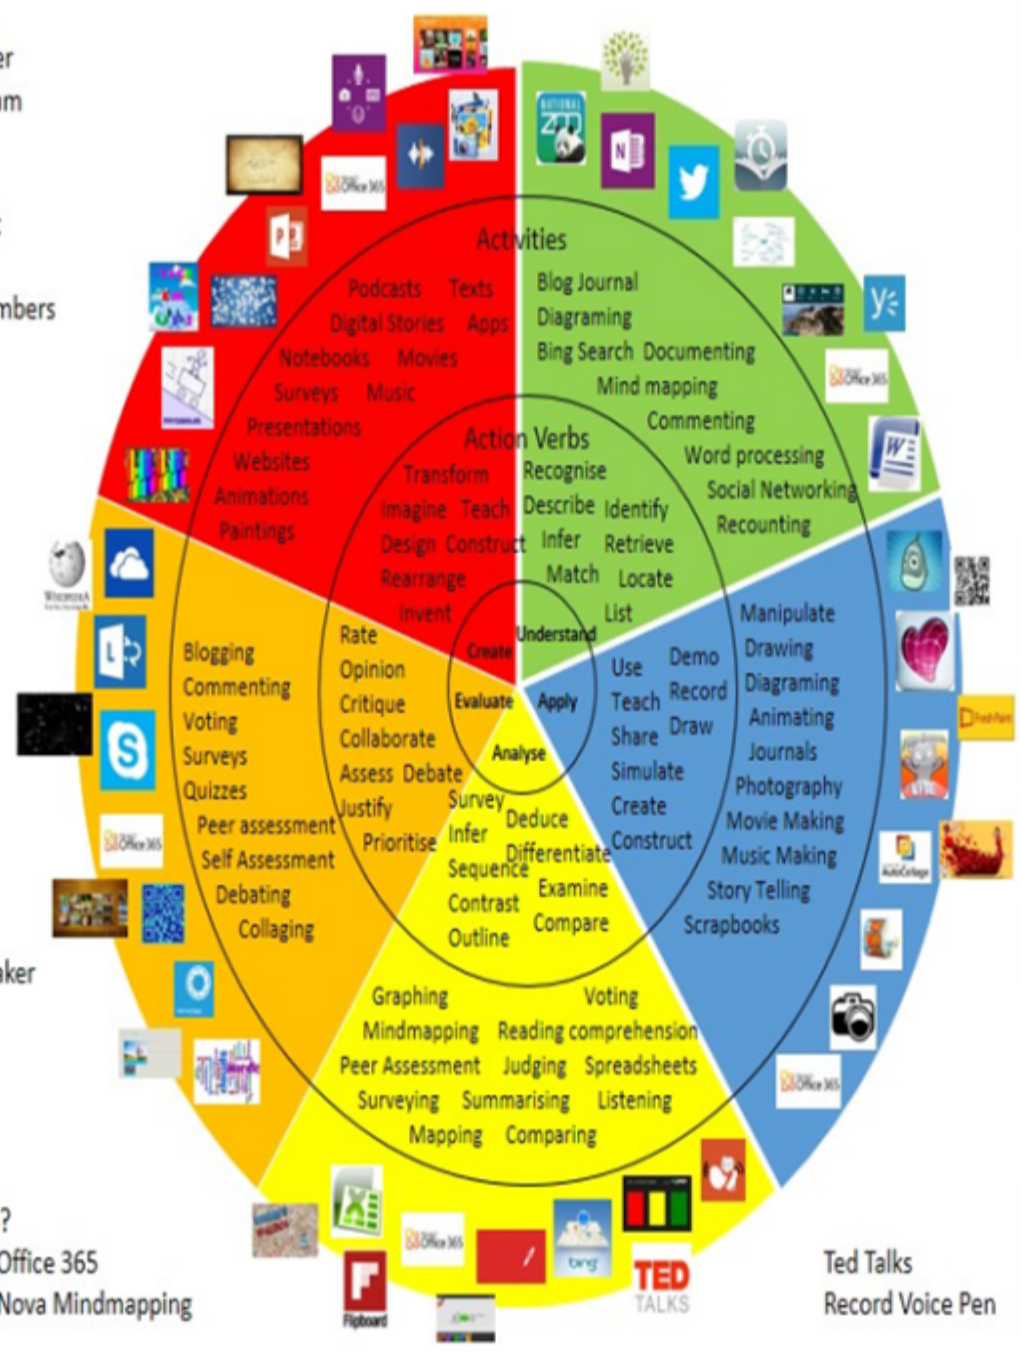 er
um
mbers
aker
?
Office 365
Nova Mindmapping
Ted Talks
Record Voice Pen
Activities
Podcasts Texts
Digital Stories Apps
Notebooks Movies
Surveys Music
Presentations
Websites
Animations
Paintings
Blog Journal
Diagraming
Bing Search Documenting
Mind mapping
Commenting
Word processing
Social Networking
Recounting
Action Verbs
Transform
Imagine Teach
Design Construct
Rearrange
Invent
Create
Recognise
Describe Identify
Infer Retrieve
Match Locate
List
Understand
Rate
Opinion
Critique
Collaborate
Assess Debate
Justify
Prioritise
Evaluate
Blogging
Commenting
Voting
Surveys
Quizzes
Peer assessment
Self Assessment
Debating
Collaging
Apply
Use Demo
Teach Record
Share Draw
Simulate
Create
Construct
Manipulate
Drawing
Diagraming
Animating
Journals
Photography
Movie Making
Music Making
Story Telling
Scrapbooks
Analyse
Survey Deduce
Infer Differentiate
Sequence Examine
Contrast Compare
Outline
Graphing Voting
Mindmapping Reading comprehension
Peer Assessment Judging Spreadsheets
Surveying Summarising Listening
Mapping Comparing
NATIONAL
ZOO
N
y
Office 365
W
Office 365
P
WIKIPEDIA
L
S
Office 365
Wordle
FreshPaint
AutoCollage
Office 365
X
Office 365
Flipboard
bing
TED
TALKS